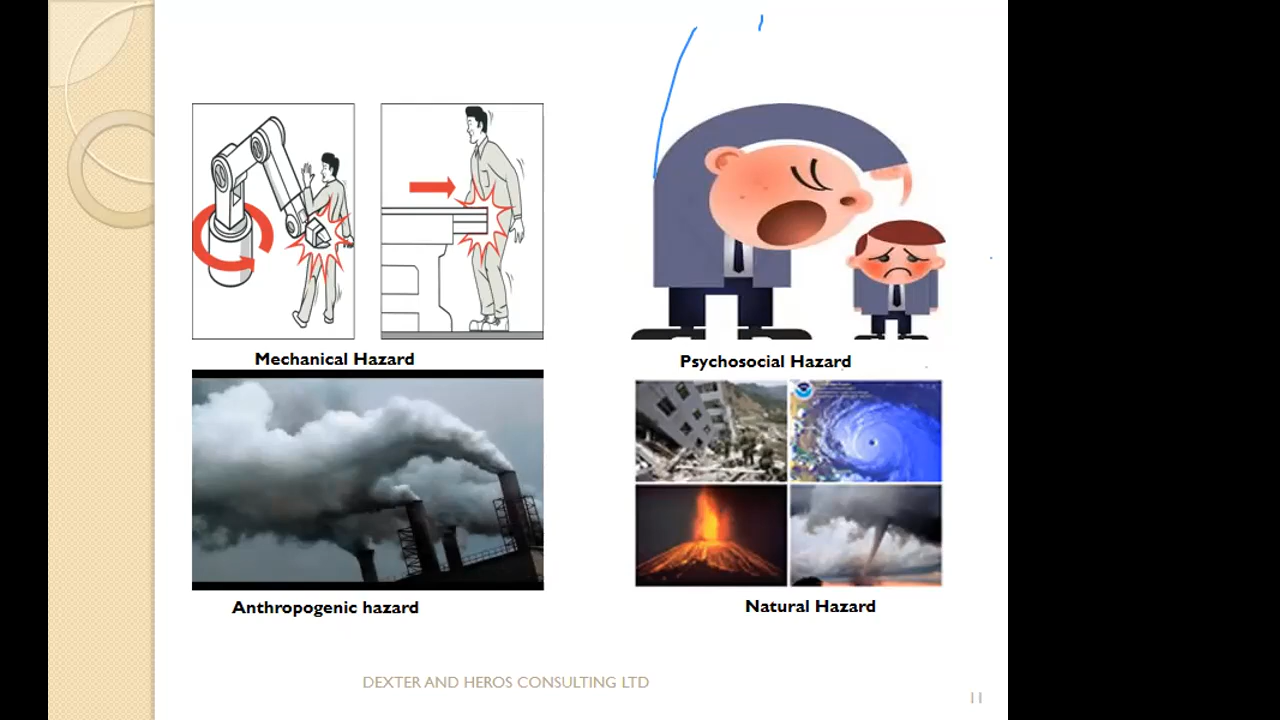 Mechanical Hazard
Psychosocial Hazard
Anthropogenic hazard
Natural Hazard
DEXTER AND HEROS CONSULTING LTD
11